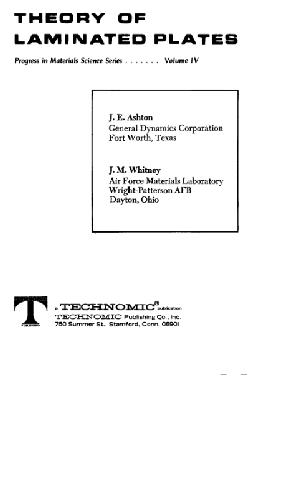 THEORY OF
LAMINATED PLATES
Progress in Materials Science Series . . . . . . . Volume IV
J. E. Ashton
General Dynamics Corporation
Fort Worth, Texas
J. M. Whitney
Air Force Materials Laboratory
Wright-Patterson AFB
Dayton, Ohio
T a TECHNOMIC® publication
TECHNOMIC Publishing Co., Inc.
750 Summer St., Stamford, Conn. 06901